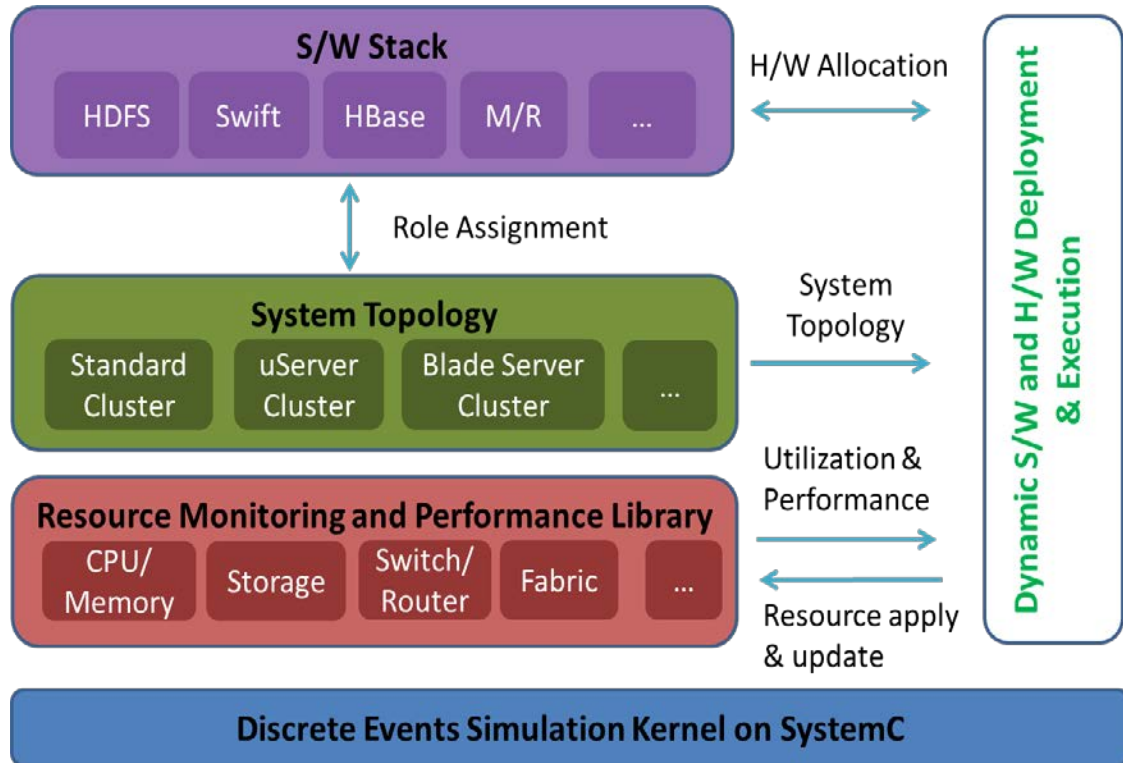 S/W Stack
HDFS
Swift
HBase
M/R
...
H/W Allocation
Role Assignment
System Topology
Standard
Cluster
uServer
Cluster
Blade Server
Cluster
...
System
Topology
Resource Monitoring and Performance Library
CPU/
Memory
Storage
Switch/
Router
Fabric
...
Utilization &
Performance
Resource apply
& update
Dynamic S/W and H/W Deployment
& Execution
Discrete Events Simulation Kernel on SystemC